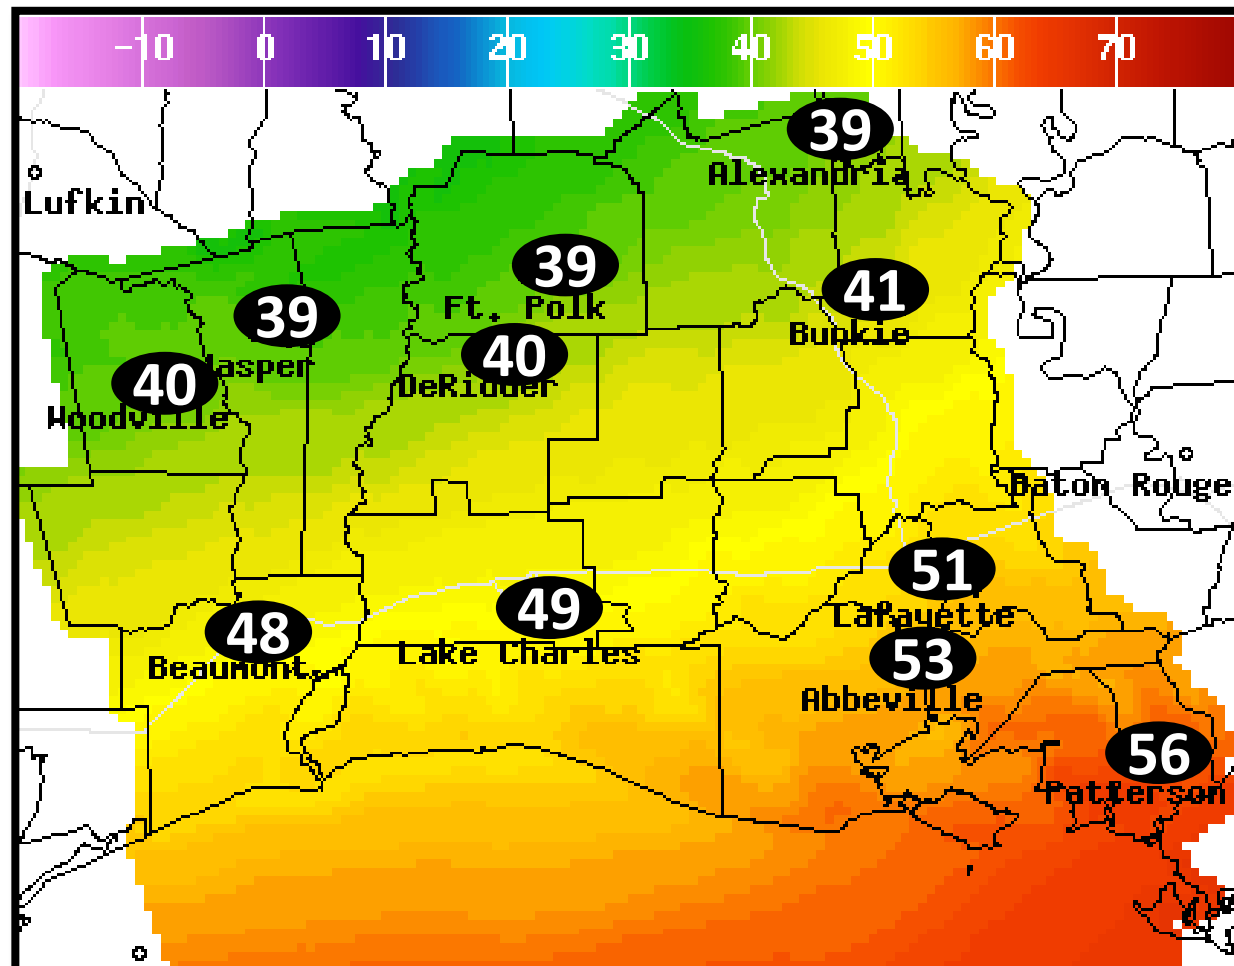 -10 0 10 20 30 40 50 60 70
39
Alexandria
Lufkin
39
Ft. Polk
41
Bunkie
39
Jasper
40
DeRidder
40
Woodville
Baton Rouge
51
Lafayette
49
Lake Charles
48
Beaumont
53
Abbeville
56
Patterson